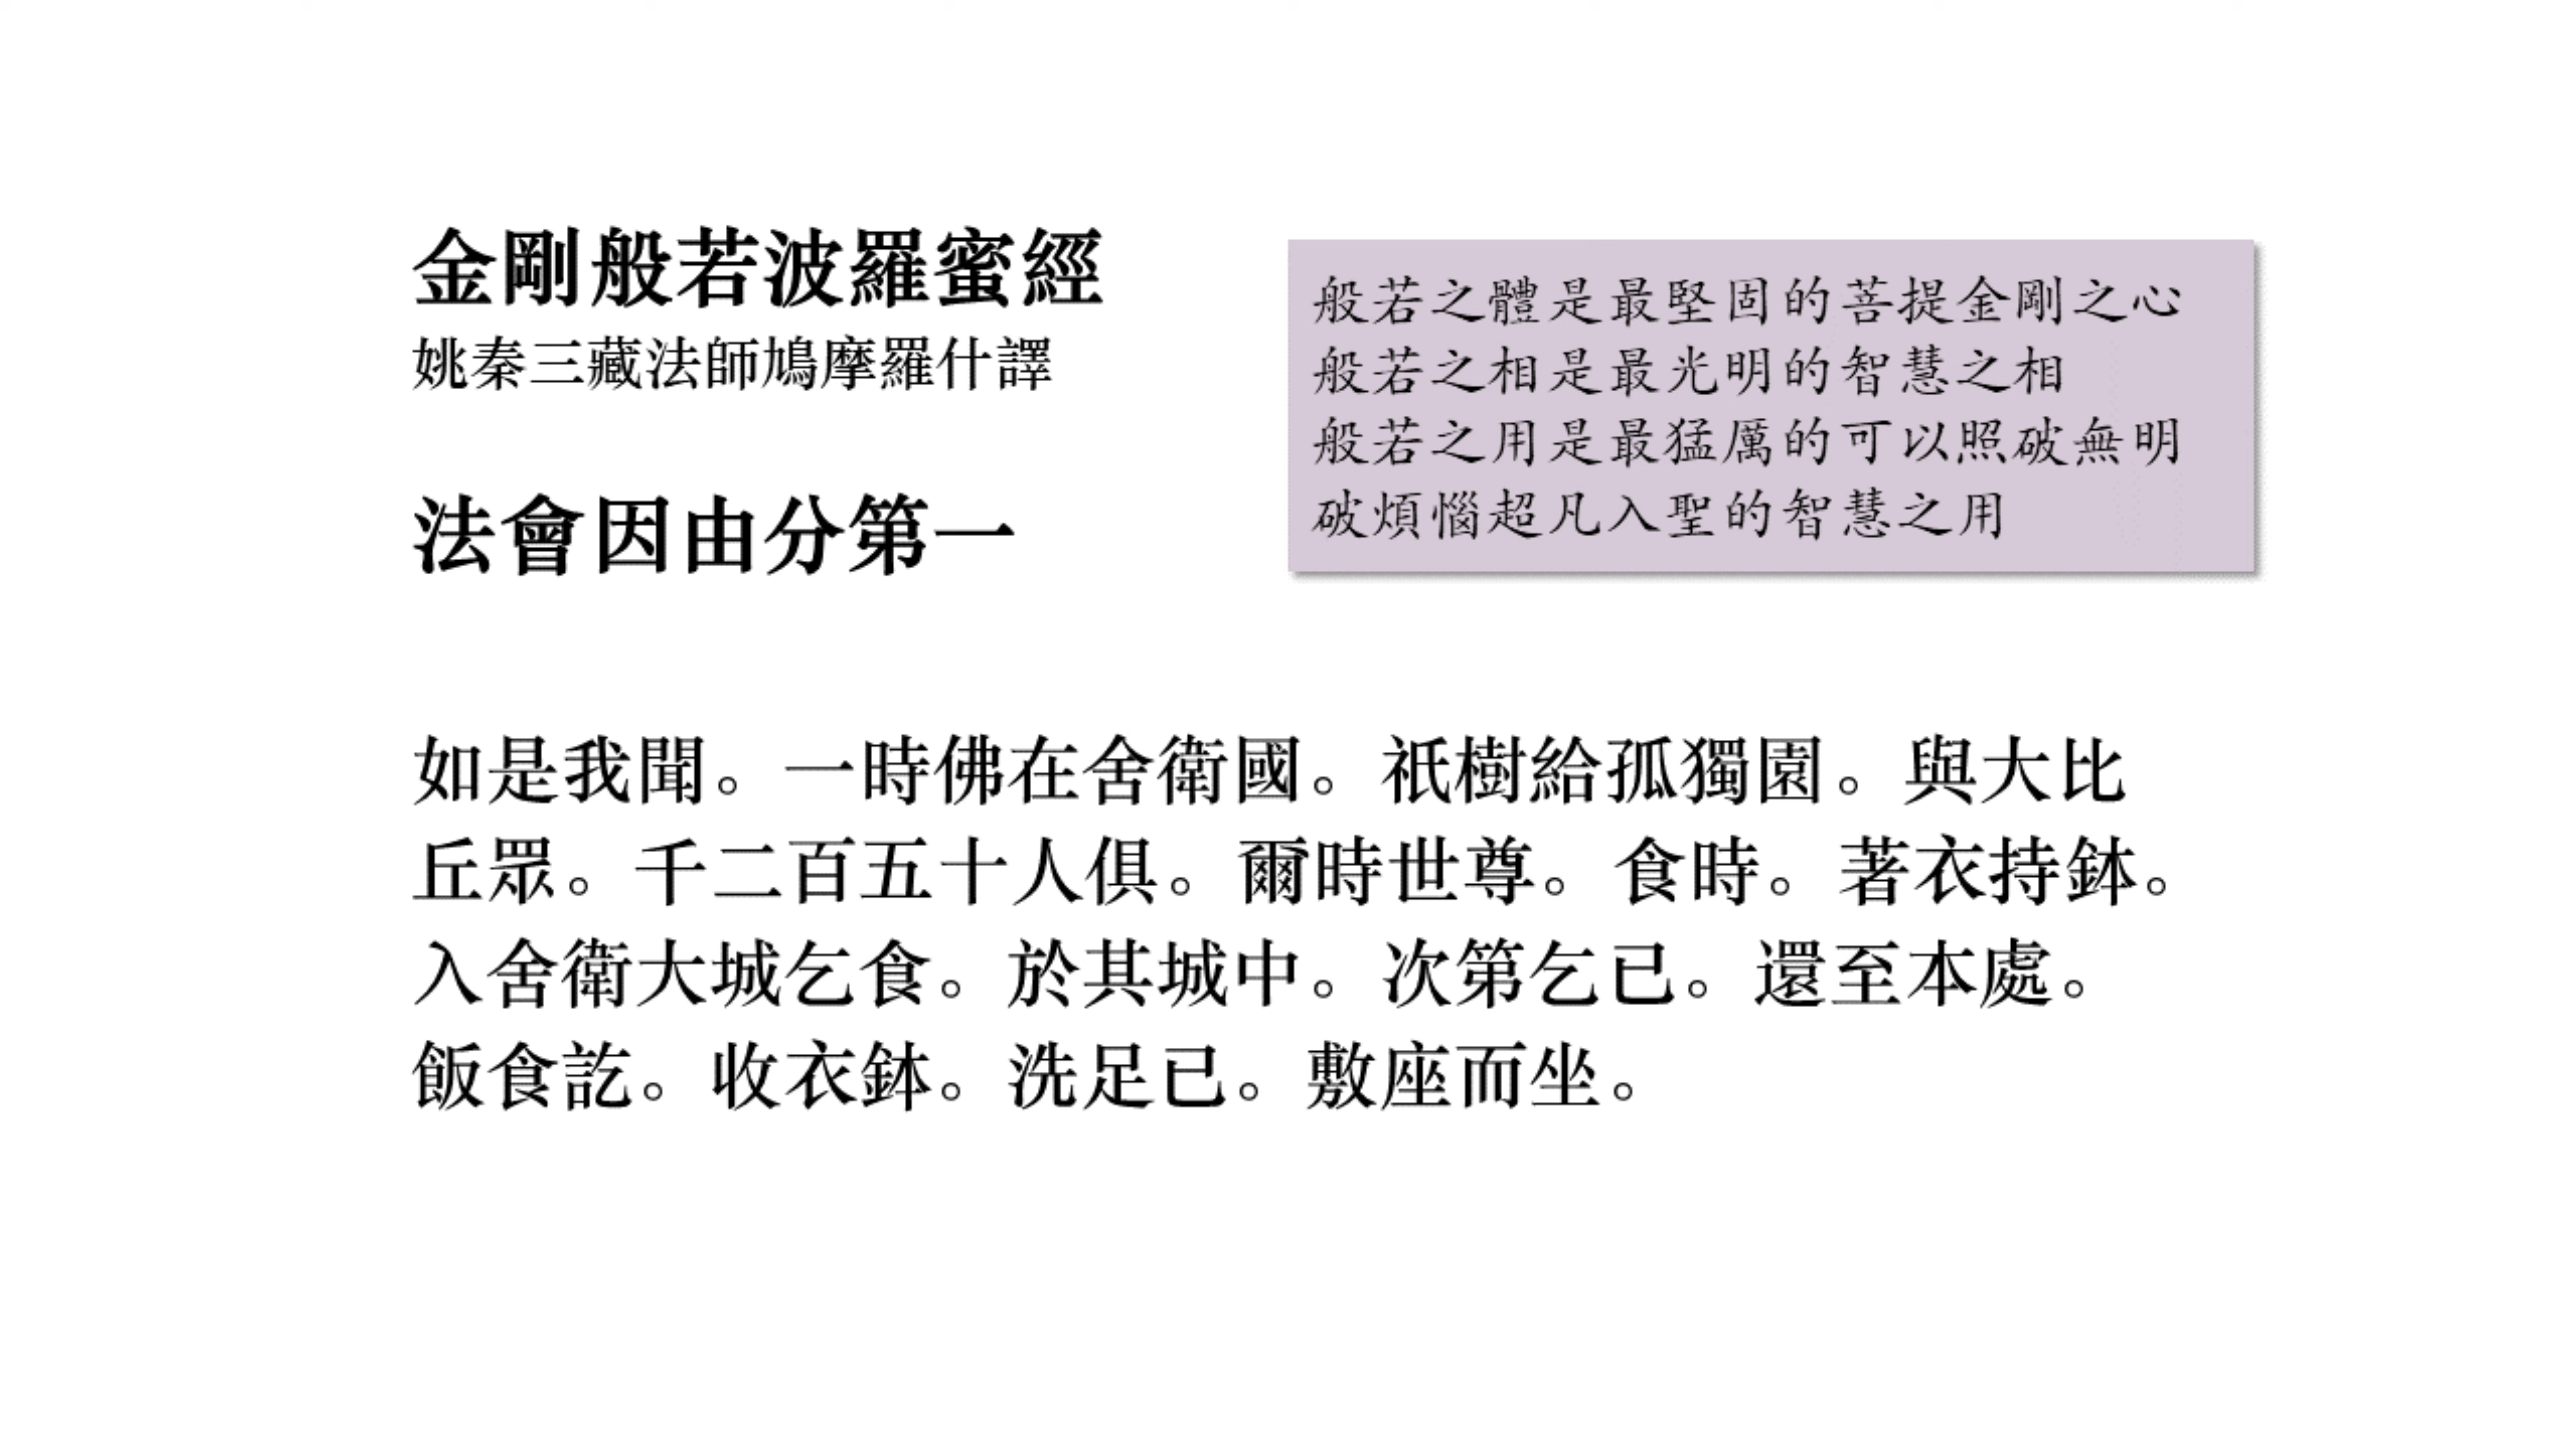 金剛般若波羅蜜經
姚秦三藏法師鳩摩羅什譯
法會因由分第一
般若之體是最堅固的菩提金剛之心
般若之相是最光明的智慧之相
般若之用是最猛厲的可以照破無明
破煩惱超凡入聖的智慧之用
如是我聞。一時佛在舍衛國。祇樹給孤獨園。與大比
丘眾。千二百五十人俱。爾時世尊。食時。著衣持鉢。
入舍衛大城乞食。於其城中。次第乞已。還至本處。
飯食訖。收衣鉢。洗足已。敷座而坐。